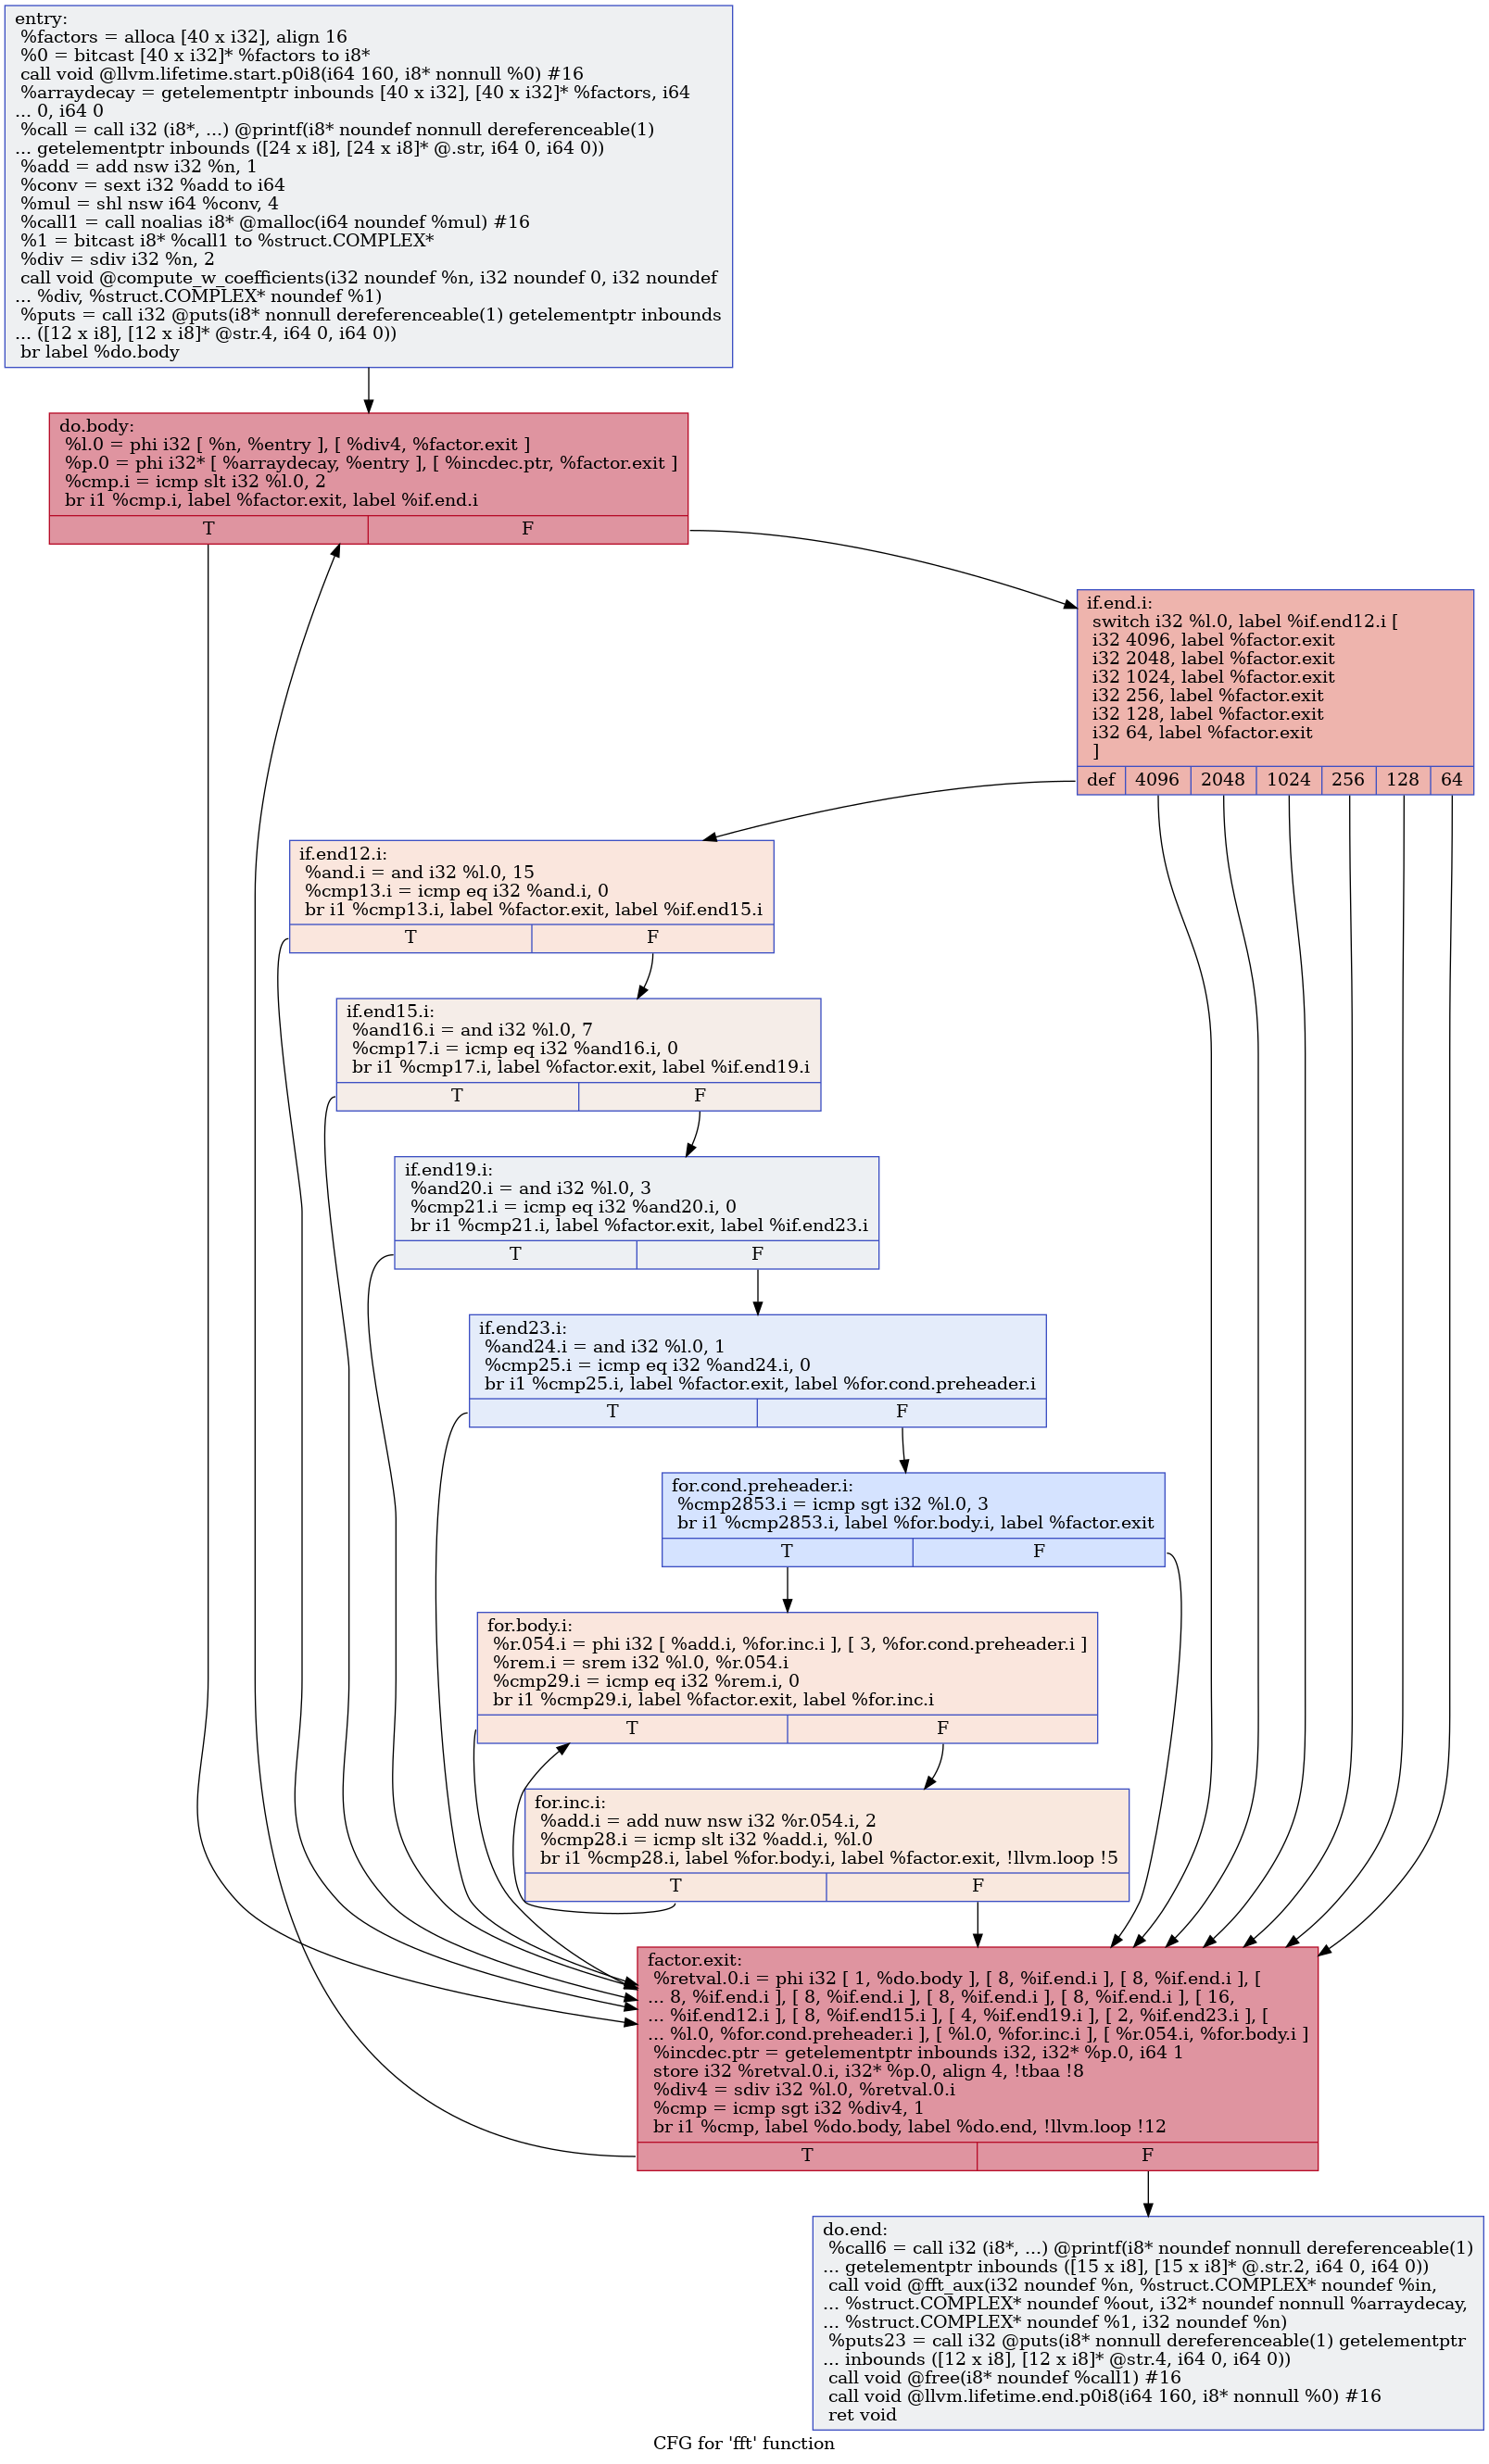 entry:
%factors = alloca [40 x i32], align 16
%0 = bitcast [40 x i32]* %factors to i8*
call void @llvm.lifetime.start.p0i8(i64 160, i8* nonnull %0) #16
%arraydecay = getelementptr inbounds [40 x i32], [40 x i32]* %factors, i64
... 0, i64 0
%call = call i32 (i8*, ...) @printf(i8* noundef nonnull dereferenceable(1)
... getelementptr inbounds ([24 x i8], [24 x i8]* @.str, i64 0, i64 0))
%add = add nsw i32 %n, 1
%conv = sext i32 %add to i64
%mul = shl nsw i64 %conv, 4
%call1 = call noalias i8* @malloc(i64 noundef %mul) #16
%1 = bitcast i8* %call1 to %struct.COMPLEX*
%div = sdiv i32 %n, 2
call void @compute_w_coefficients(i32 noundef %n, i32 noundef 0, i32 noundef
... %div, %struct.COMPLEX* noundef %1)
%puts = call i32 @puts(i8* nonnull dereferenceable(1) getelementptr inbounds
... ([12 x i8], [12 x i8]* @str.4, i64 0, i64 0))
br label %do.body
do.body:
%l.0 = phi i32 [ %n, %entry ], [ %div4, %factor.exit ]
%p.0 = phi i32* [ %arraydecay, %entry ], [ %incdec.ptr, %factor.exit ]
%cmp.i = icmp slt i32 %l.0, 2
br i1 %cmp.i, label %factor.exit, label %if.end.i
T F
if.end.i:
switch i32 %l.0, label %if.end12.i [
i32 4096, label %factor.exit
i32 2048, label %factor.exit
i32 1024, label %factor.exit
i32 256, label %factor.exit
i32 128, label %factor.exit
i32 64, label %factor.exit
]
def 4096 2048 1024 256 128 64
if.end12.i:
%and.i = and i32 %l.0, 15
%cmp13.i = icmp eq i32 %and.i, 0
br i1 %cmp13.i, label %factor.exit, label %if.end15.i
T F
if.end15.i:
%and16.i = and i32 %l.0, 7
%cmp17.i = icmp eq i32 %and16.i, 0
br i1 %cmp17.i, label %factor.exit, label %if.end19.i
T F
if.end19.i:
%and20.i = and i32 %l.0, 3
%cmp21.i = icmp eq i32 %and20.i, 0
br i1 %cmp21.i, label %factor.exit, label %if.end23.i
T F
if.end23.i:
%and24.i = and i32 %l.0, 1
%cmp25.i = icmp eq i32 %and24.i, 0
br i1 %cmp25.i, label %factor.exit, label %for.cond.preheader.i
T F
for.cond.preheader.i:
%cmp2853.i = icmp sgt i32 %l.0, 3
br i1 %cmp2853.i, label %for.body.i, label %factor.exit
T F
for.body.i:
%r.054.i = phi i32 [ %add.i, %for.inc.i ], [ 3, %for.cond.preheader.i ]
%rem.i = srem i32 %l.0, %r.054.i
%cmp29.i = icmp eq i32 %rem.i, 0
br i1 %cmp29.i, label %factor.exit, label %for.inc.i
T F
for.inc.i:
%add.i = add nuw nsw i32 %r.054.i, 2
%cmp28.i = icmp slt i32 %add.i, %l.0
br i1 %cmp28.i, label %for.body.i, label %factor.exit, !llvm.loop !5
T F
factor.exit:
%retval.0.i = phi i32 [ 1, %do.body ], [ 8, %if.end.i ], [ 8, %if.end.i ], [
... 8, %if.end.i ], [ 8, %if.end.i ], [ 8, %if.end.i ], [ 8, %if.end.i ], [ 16,
... %if.end12.i ], [ 8, %if.end15.i ], [ 4, %if.end19.i ], [ 2, %if.end23.i ], [
... %l.0, %for.cond.preheader.i ], [ %l.0, %for.inc.i ], [ %r.054.i, %for.body.i ]
%incdec.ptr = getelementptr inbounds i32, i32* %p.0, i64 1
store i32 %retval.0.i, i32* %p.0, align 4, !tbaa !8
%div4 = sdiv i32 %l.0, %retval.0.i
%cmp = icmp sgt i32 %div4, 1
br i1 %cmp, label %do.body, label %do.end, !llvm.loop !12
T F
do.end:
%call6 = call i32 (i8*, ...) @printf(i8* noundef nonnull dereferenceable(1)
... getelementptr inbounds ([15 x i8], [15 x i8]* @.str.2, i64 0, i64 0))
call void @fft_aux(i32 noundef %n, %struct.COMPLEX* noundef %in,
... %struct.COMPLEX* noundef %out, i32* noundef nonnull %arraydecay,
... %struct.COMPLEX* noundef %1, i32 noundef %n)
%puts23 = call i32 @puts(i8* nonnull dereferenceable(1) getelementptr
... inbounds ([12 x i8], [12 x i8]* @str.4, i64 0, i64 0))
call void @free(i8* noundef %call1) #16
call void @llvm.lifetime.end.p0i8(i64 160, i8* nonnull %0) #16
ret void
CFG for 'fft' function